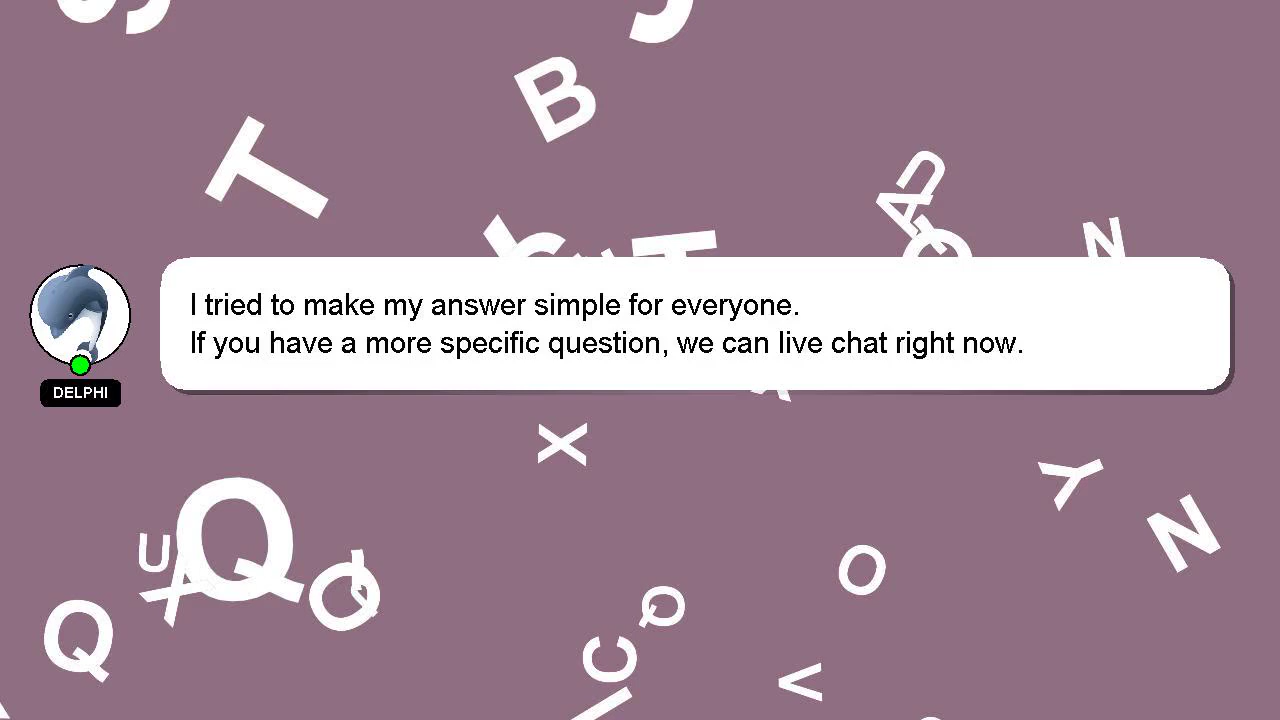 S
J
B
T
U
A
T
N
I tried to make my answer simple for everyone.
If you have a more specific question, we can live chat right now.
DELPHI
X
Y
Q
N
U
X
O
Q
Q
Q
C
V